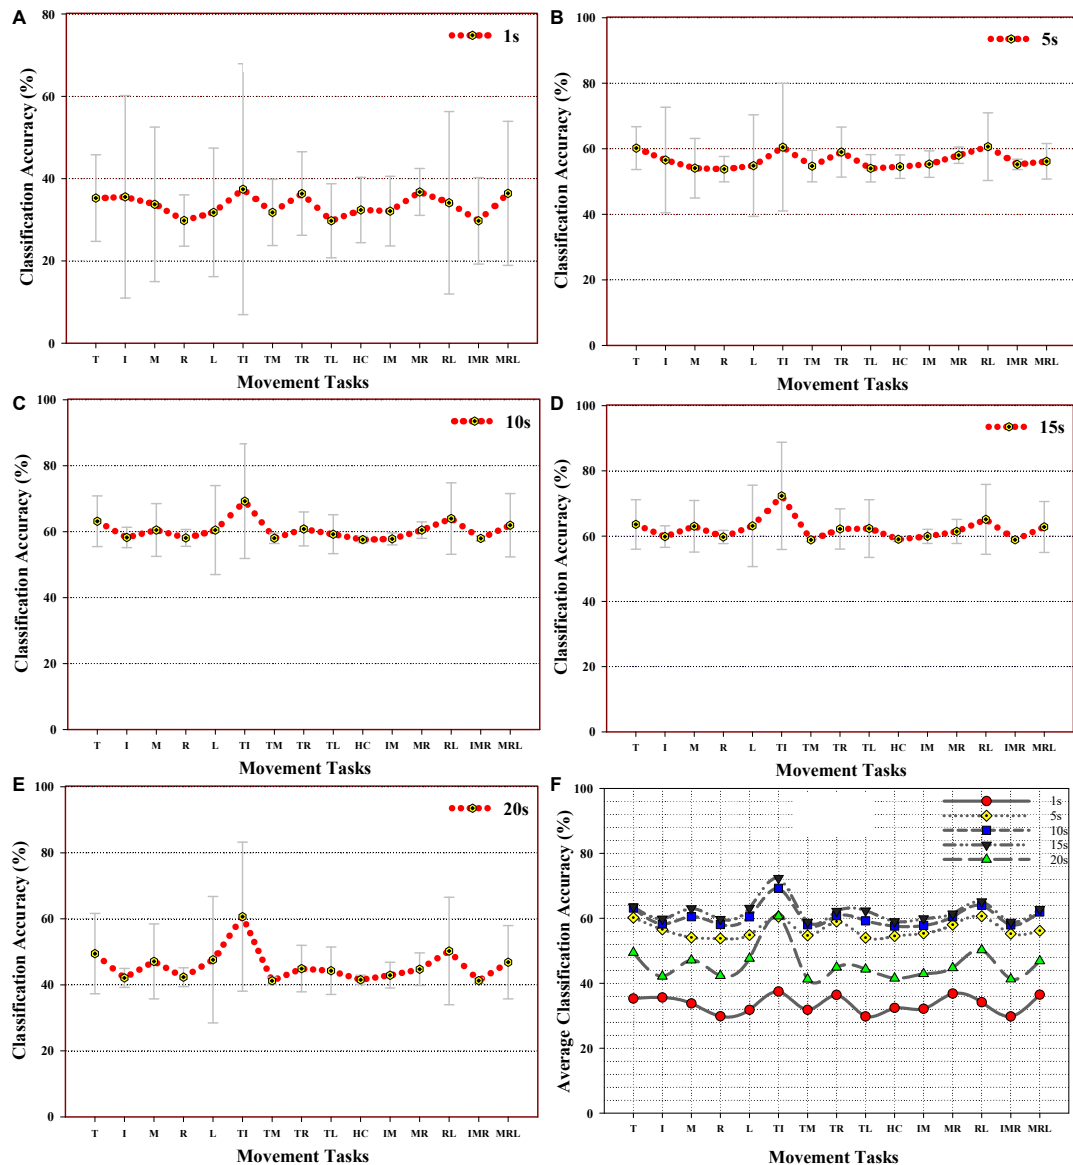 A
1s
Classification Accuracy (%)
80
60
40
20
0
T I M R L TI TM TR TL HC IM MR RL IMR MRL
Movement Tasks
B
5s
Classification Accuracy (%)
100
80
60
40
20
0
T I M R L TI TM TR TL HC IM MR RL IMR MRL
Movement Tasks
C
10s
Classification Accuracy (%)
100
80
60
40
20
0
T I M R L TI TM TR TL HC IM MR RL IMR MRL
Movement Tasks
D
15s
Classification Accuracy (%)
100
80
60
40
20
0
T I M R L TI TM TR TL HC IM MR RL IMR MRL
Movement Tasks
E
20s
Classification Accuracy (%)
100
80
60
40
20
0
T I M R L TI TM TR TL HC IM MR RL IMR MRL
Movement Tasks
F
1s
5s
10s
15s
20s
Average Classification Accuracy (%)
100
80
60
40
20
0
T I M R L TI TM TR TL HC IM MR RL IMR MRL
Movement Tasks